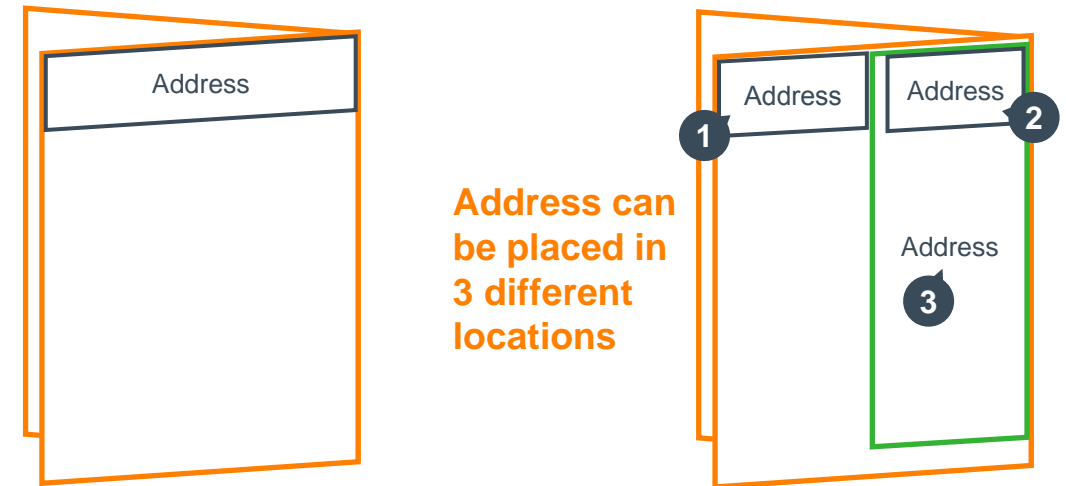 Address
Address can
be placed in
3 different
locations
Address
1
Address
2
Address
3